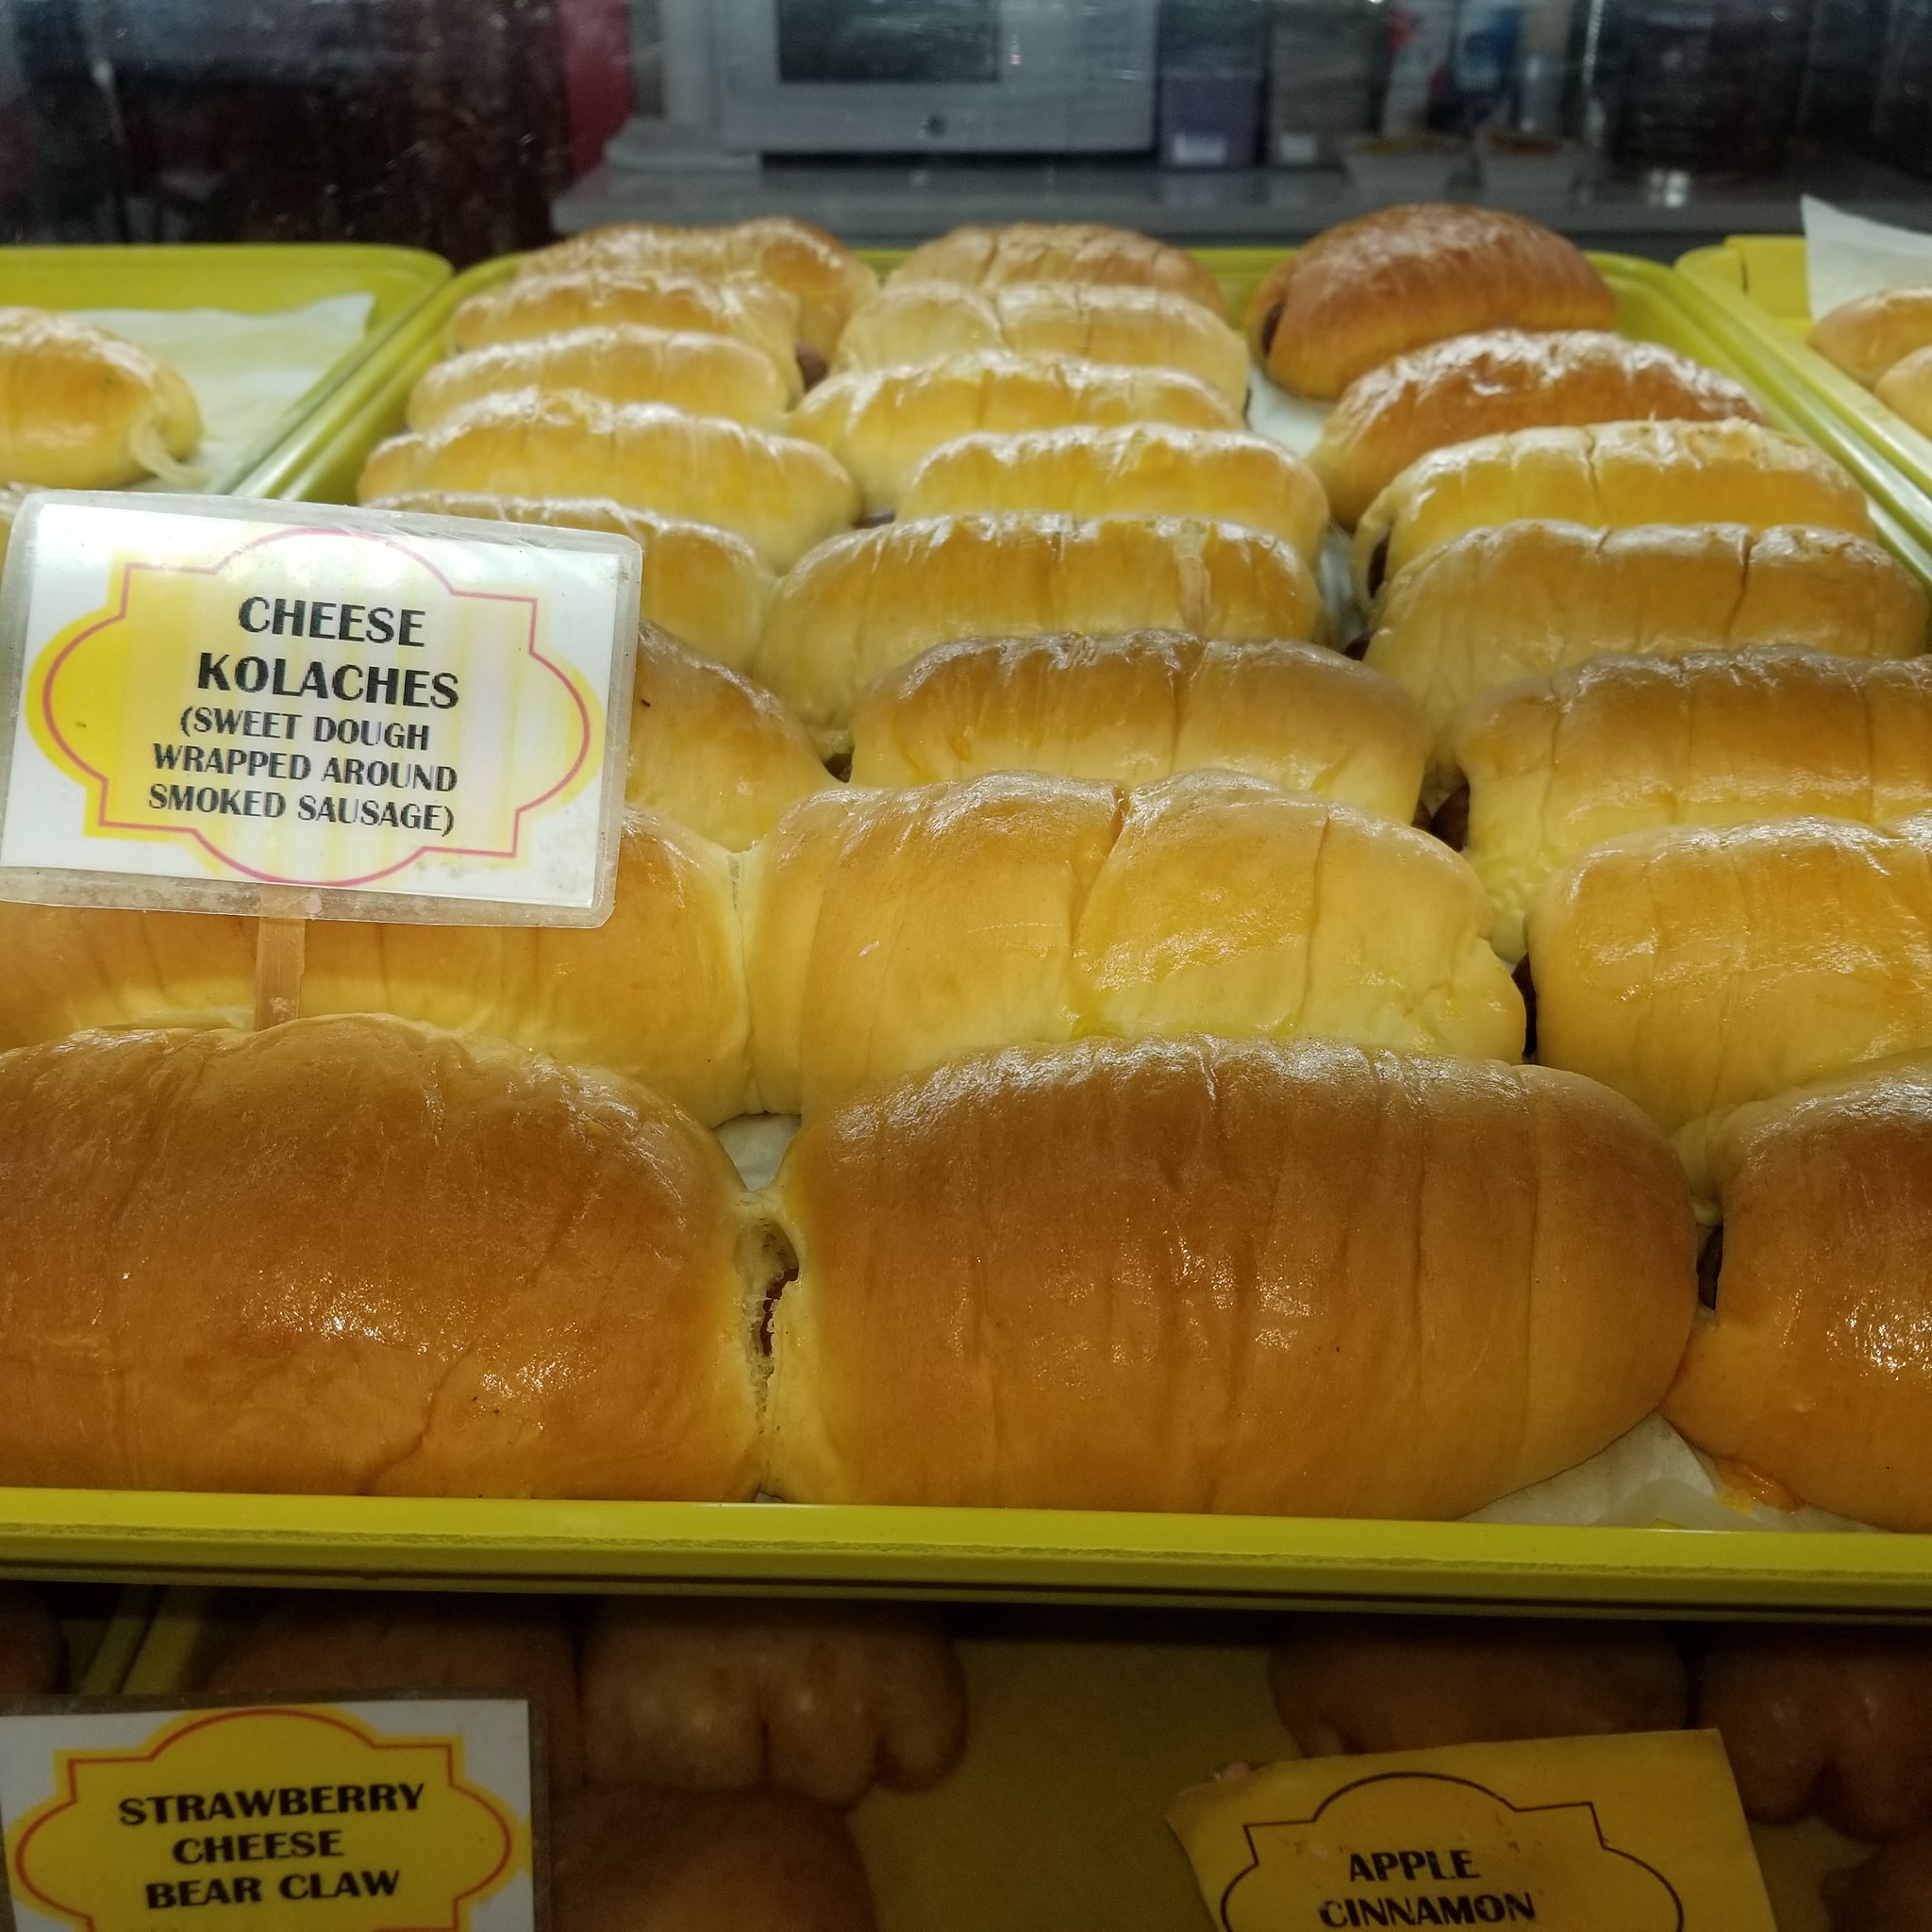 CHEESE
KOLACHES
(SWEET DOUGH
WRAPPED AROUND
SMOKED SAUSAGE)
STRAWBERRY
CHEESE
BEAR CLAW
APPLE
CINNAMON